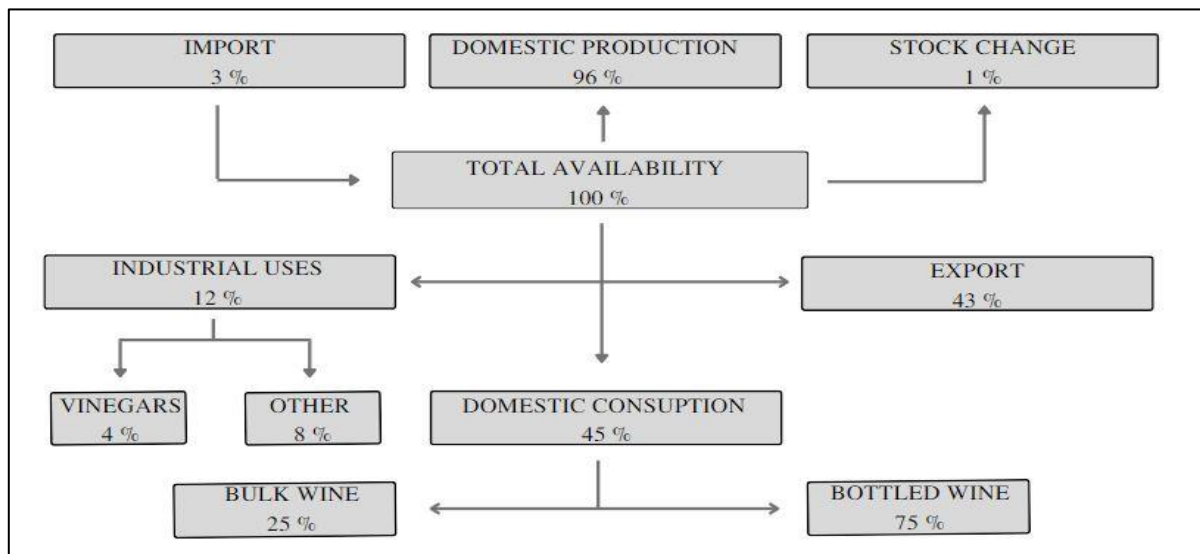 IMPORT
3 %
DOMESTIC PRODUCTION
96 %
STOCK CHANGE
1 %
TOTAL AVAILABILITY
100 %
INDUSTRIAL USES
12 %
EXPORT
43 %
VINEGARS
4 %
OTHER
8 %
DOMESTIC CONSUPTION
45 %
BULK WINE
25 %
BOTTLED WINE
75 %